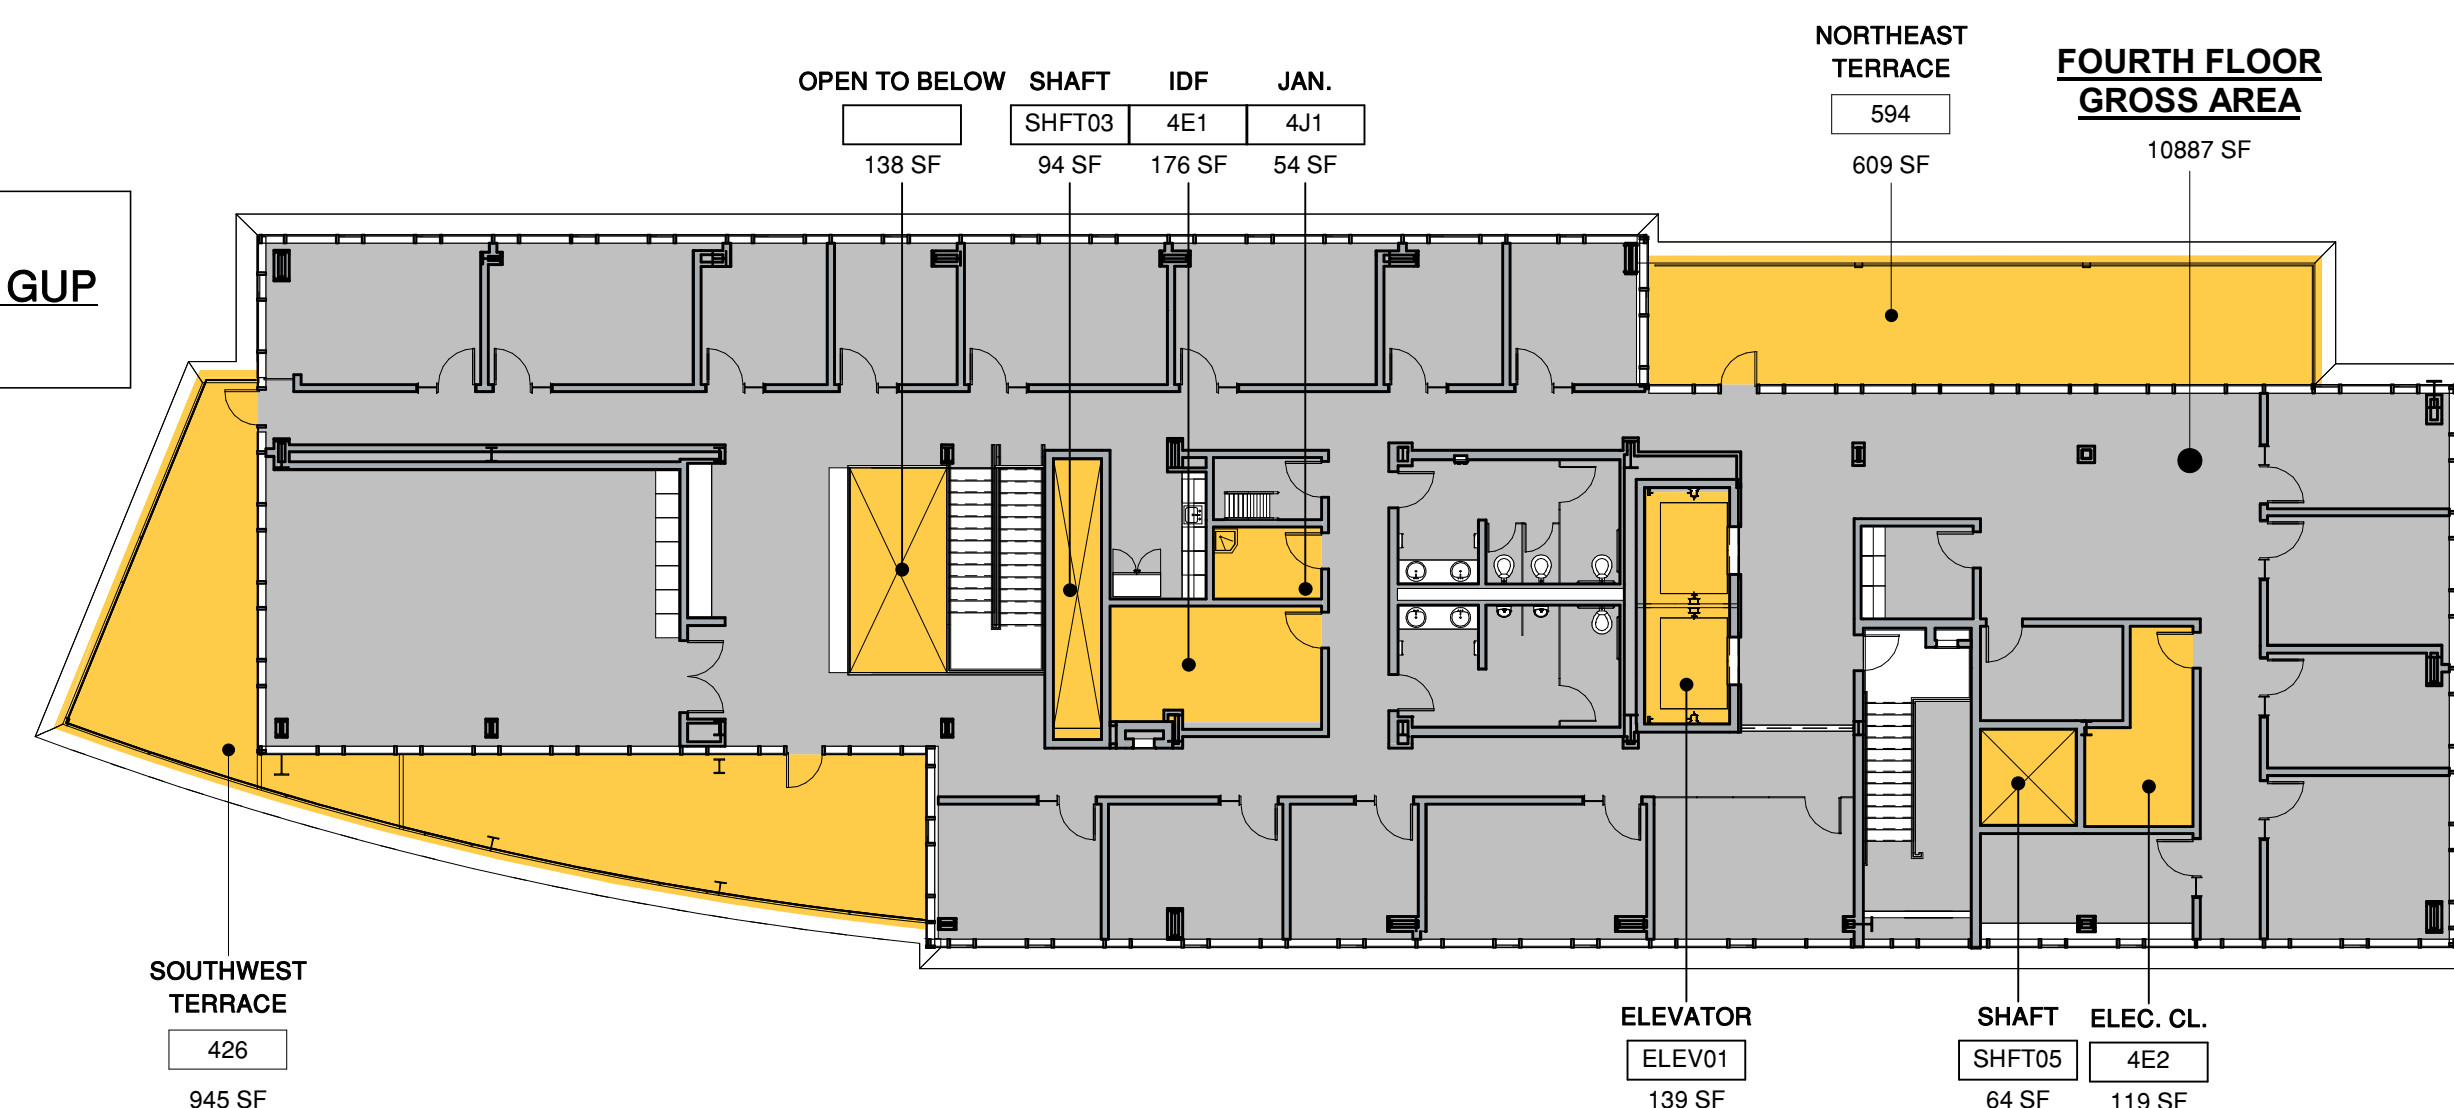 NORTHEAST
TERRACE
594
609 SF
FOURTH FLOOR
GROSS AREA
10887 SF
OPEN TO BELOW
138 SF
SHAFT
SHFT03
94 SF
IDF
4E1
176 SF
JAN.
4J1
54 SF
GUP
SOUTHWEST
TERRACE
426
945 SF
ELEVATOR
ELEV01
139 SF
SHAFT
SHFT05
64 SF
ELEC. CL.
4E2
119 SF